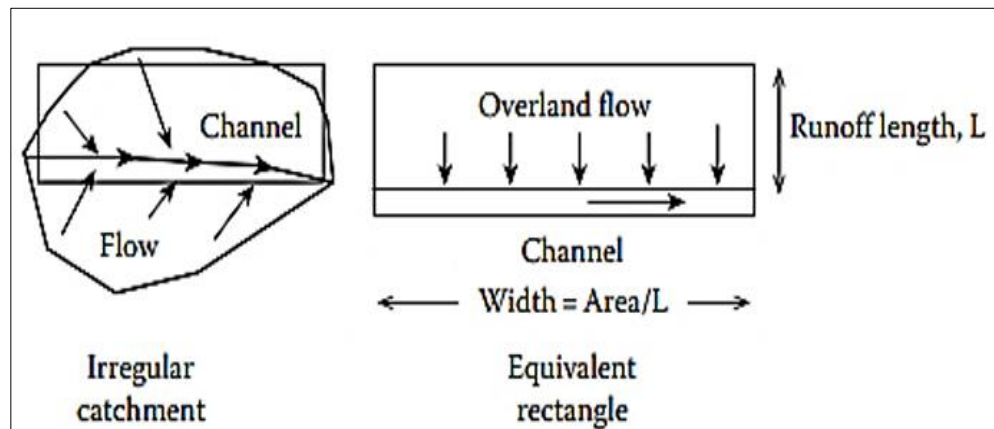 Channel
Flow
Irregular
catchment
Overland flow
Runoff length, L
Channel
Width = Area/L
Equivalent
rectangle